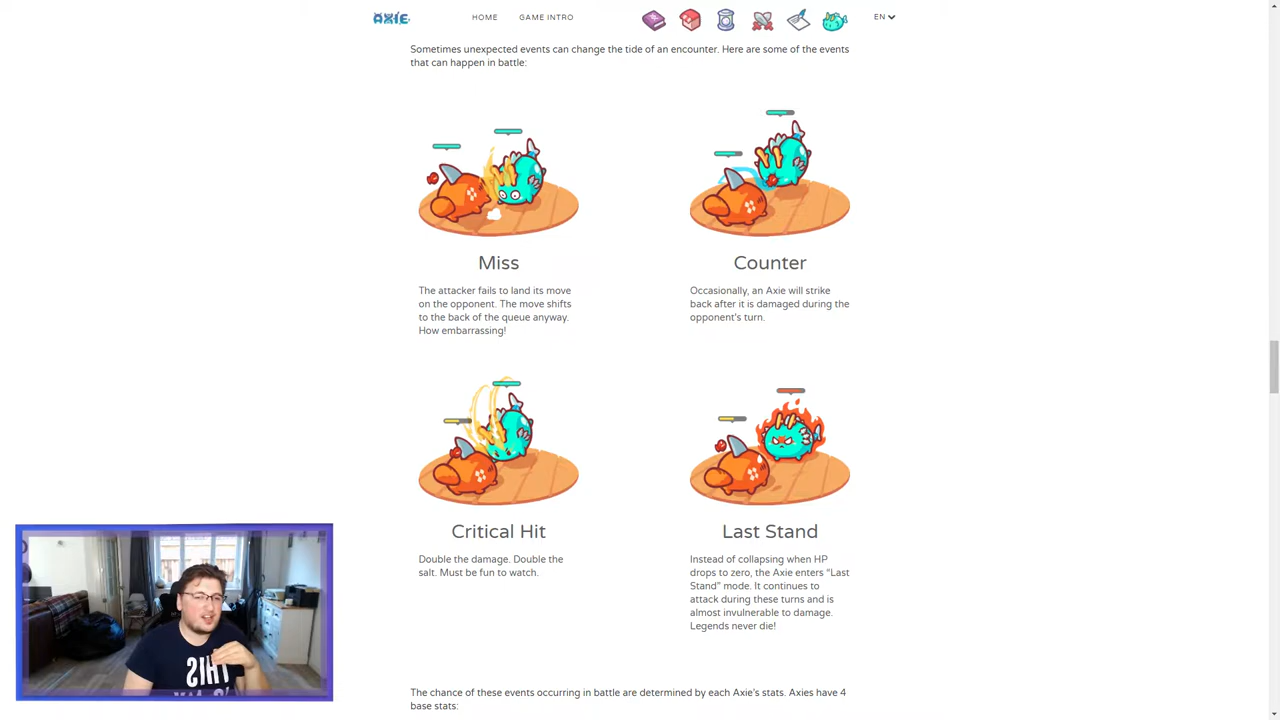 AXIE
HOME
GAME INTRO
EN
Sometimes unexpected events can change the tide of an encounter. Here are some of the events
that can happen in battle:
Miss
The attacker fails to land its move
on the opponent. The move shifts
to the back of the queue anyway.
How embarrassing!
Counter
Occasionally, an Axie will strike
back after it is damaged during the
opponent's turn.
Critical Hit
Double the damage. Double the
salt. Must be fun to watch.
Last Stand
Instead of collapsing when HP
drops to zero, the Axie enters “Last
Stand” mode. It continues to
attack during these turns and is
almost invulnerable to damage.
Legends never die!
The chance of these events occurring in battle are determined by each Axie’s stats. Axies have 4
base stats:
THIS